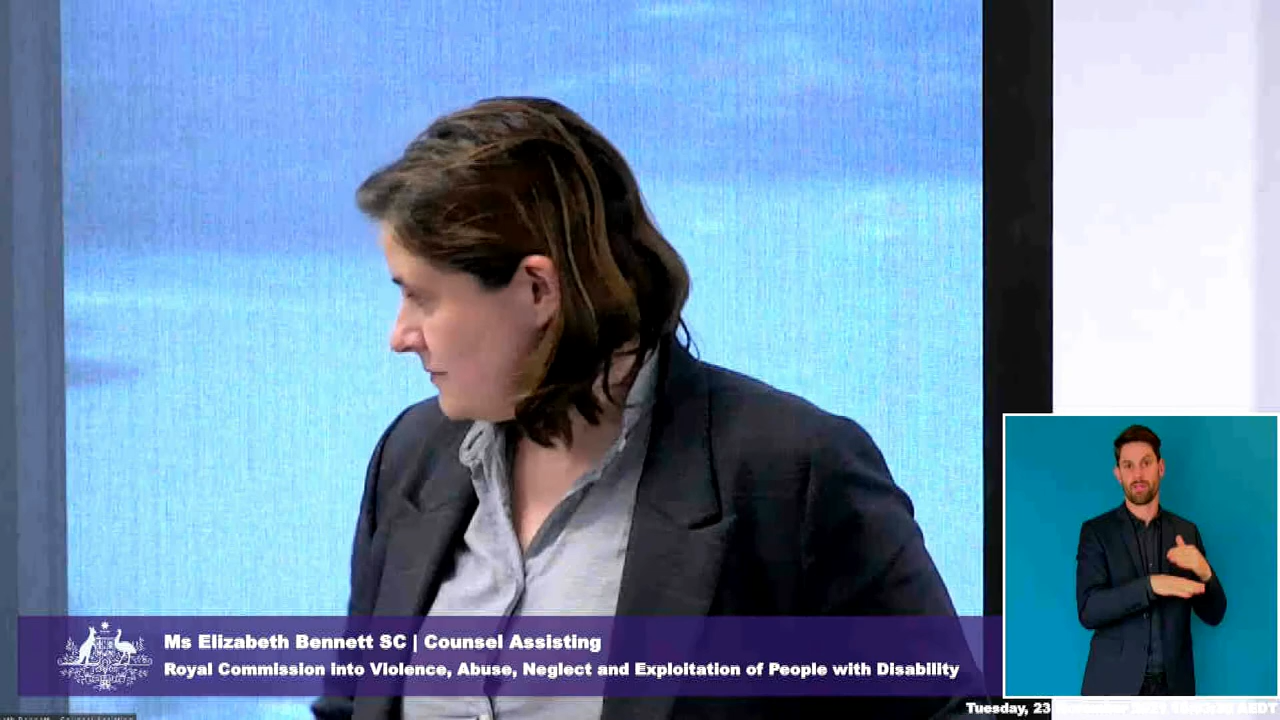 Ms Elizabeth Bennett SC | Counsel Assisting
Royal Commission into Violence, Abuse, Neglect and Exploitation of People with Disability
Tuesday, 23 AEDT